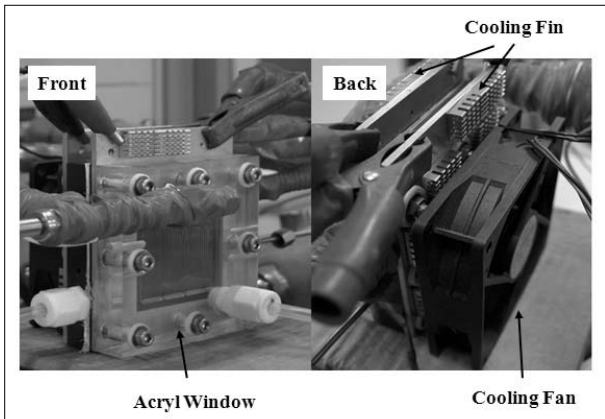 Cooling Fin
Front
Back
Acryl Window
Cooling Fan